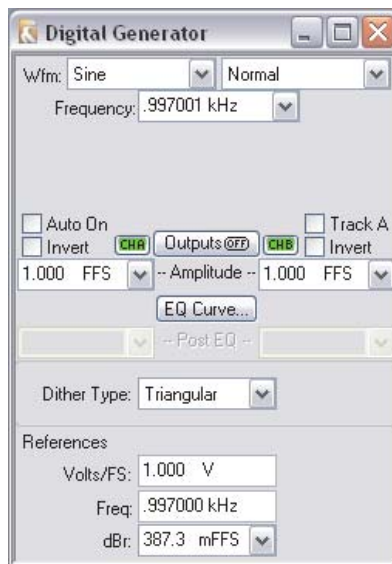 Digital Generator
Wfm: Sine Normal
Frequency: .997001 kHz
Auto On Track A
Invert CHA Outputs OFF CHB Invert
1.000 FFS -- Amplitude -- 1.000 FFS
EQ Curve...
-- Post EQ --
Dither Type: Triangular
References
Volts/FS: 1.000 V
Freq: .997000 kHz
dBr: 387.3 mFFS